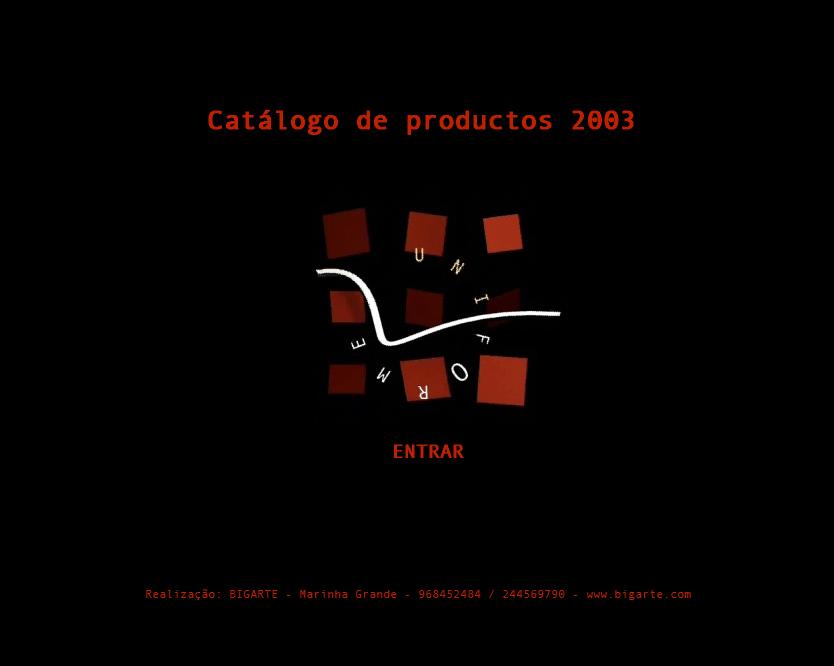 Catálogo de productos 2003
UNIFORME
ENTRAR
Realização: BIGARTE - Marinha Grande - 968452484 / 244569790 - www.bigarte.com